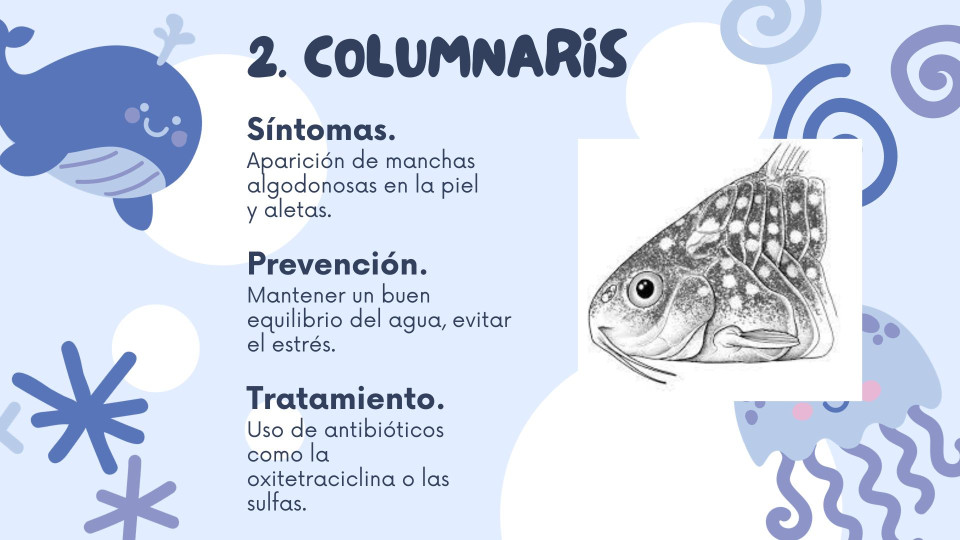 2. COLUMNARiS
Síntomas.
Aparición de manchas
algodonosas en la piel
y aletas.
Prevención.
Mantener un buen
equilibrio del agua, evitar
el estrés.
Tratamiento.
Uso de antibióticos
como la
oxitetraciclina o las
sulfas.